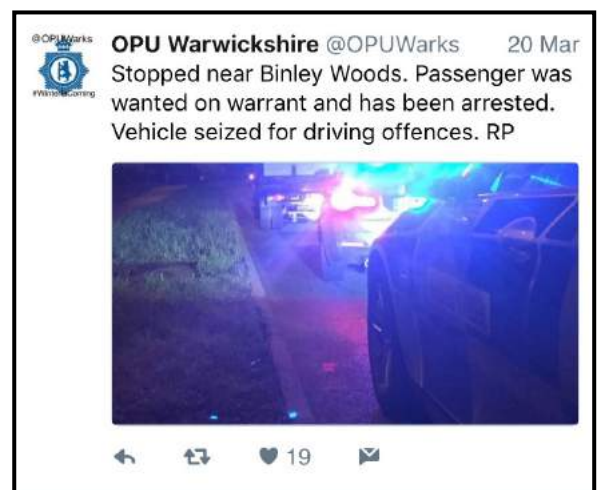 @OPUWarks
OPU Warwickshire @OPUWarks 20 Mar
Stopped near Binley Woods. Passenger was
wanted on warrant and has been arrested.
Vehicle seized for driving offences. RP
19